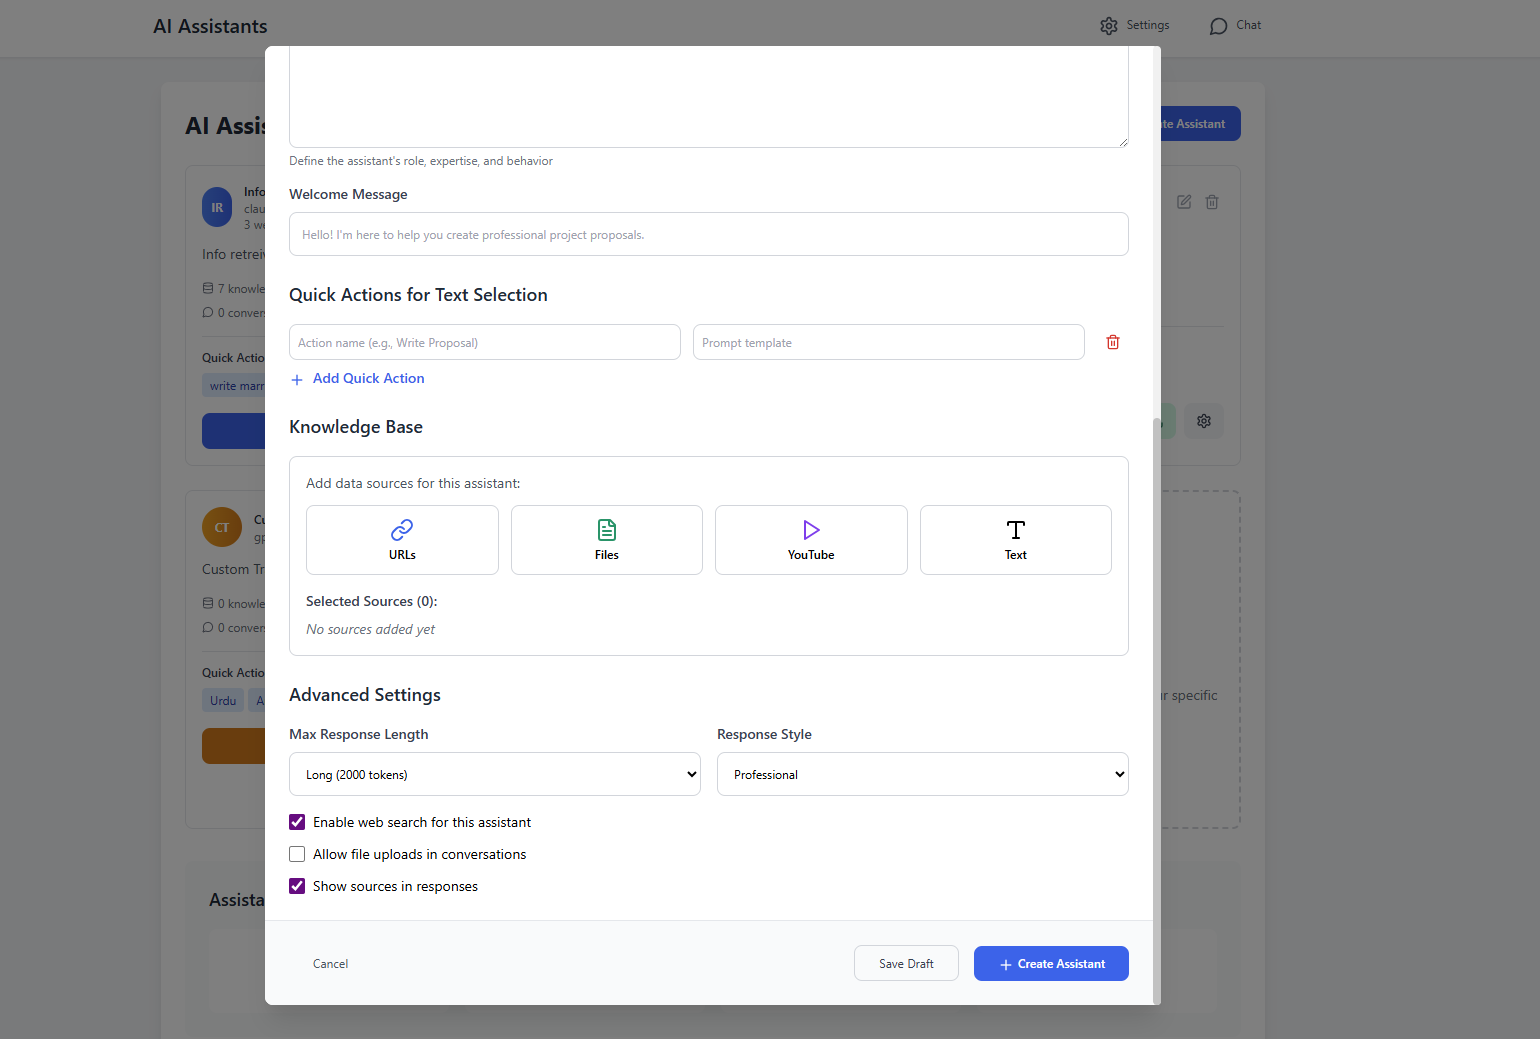 AI Assistants
Settings
Chat
AI Assis
te Assistant
Define the assistant's role, expertise, and behavior
Welcome Message
Hello! I'm here to help you create professional project proposals.
Quick Actions for Text Selection
Action name (e.g., Write Proposal)
Prompt template
Add Quick Action
Knowledge Base
Add data sources for this assistant:
URLs
Files
YouTube
Text
Selected Sources (0):
No sources added yet
Advanced Settings
Max Response Length
Response Style
Long (2000 tokens)
Professional
Enable web search for this assistant
Allow file uploads in conversations
Show sources in responses
Cancel
Save Draft
Create Assistant
IR
Info
clau
3 we
Info retreiv
7 knowle
0 convers
Quick Actio
write marr
CT
Cu
gp
Custom Tr
0 knowle
0 convers
Quick Actio
Urdu
A
r specific
Assista